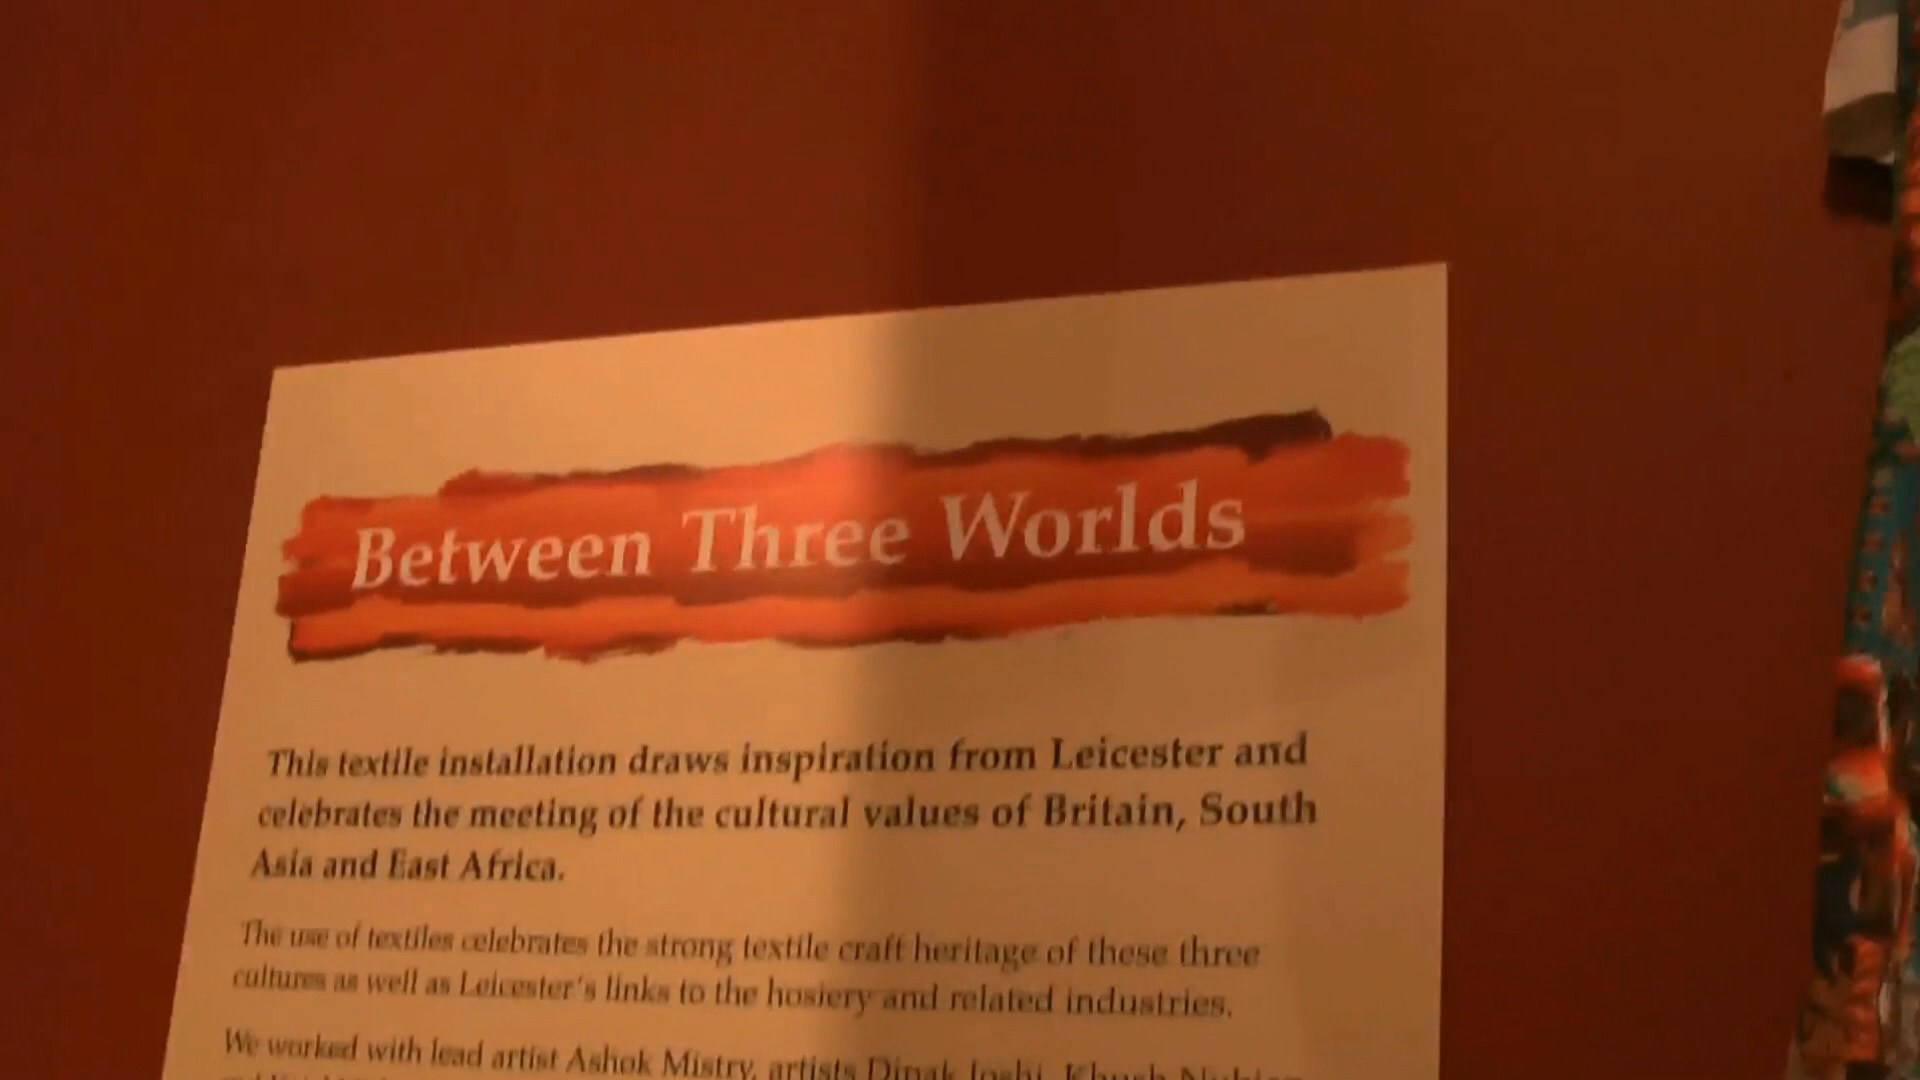 Between Three Worlds
This textile installation draws inspiration from Leicester and
celebrates the meeting of the cultural values of Britain, South
Asia and East Africa.
The use of textiles celebrates the strong textile craft heritage of these three
cultures as well as Leicester's links to the hosiery and related industries.
We worked with lead artist Ashok Mistry, artists Dipak Joshi, Khush